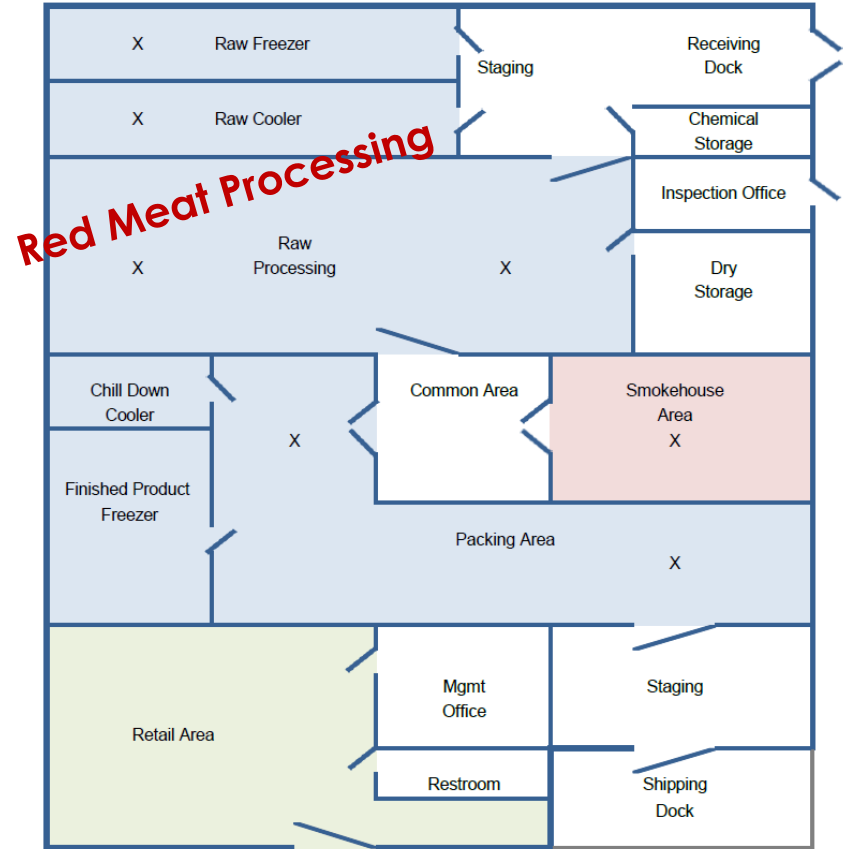 X Raw Freezer
Staging
Receiving
Dock
X Raw Cooler
Chemical
Storage
Red Meat Processing
Inspection Office
Raw
Processing
X
X
Dry
Storage
Chill Down
Cooler
Common Area
Smokehouse
Area
X
X
Finished Product
Freezer
Packing Area
X
Mgmt
Office
Staging
Retail Area
Restroom
Shipping
Dock